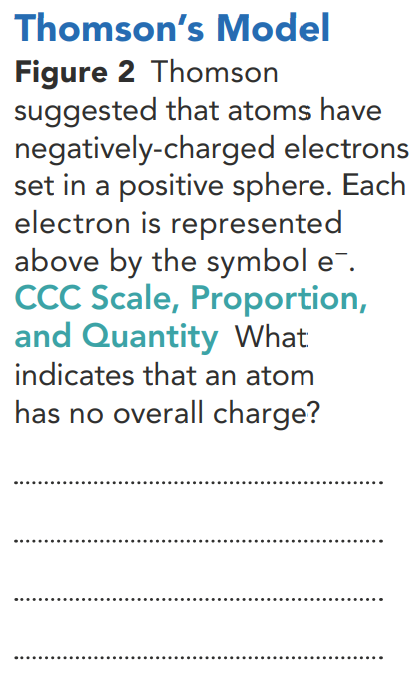 Thomson's Model
Figure 2 Thomson
suggested that atoms have
negatively-charged electrons
set in a positive sphere. Each
electron is represented
above by the symbol e⁻.
CCC Scale, Proportion,
and Quantity What
indicates that an atom
has no overall charge?